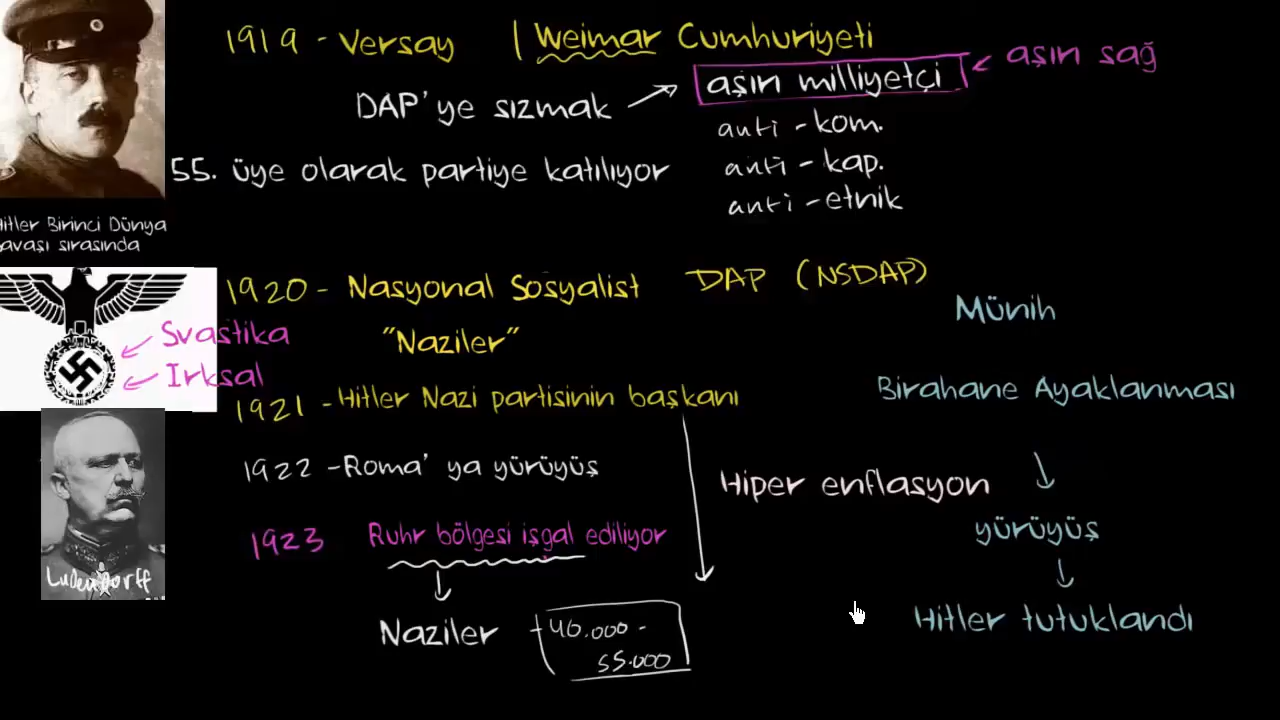 1919 - Versay | Weimar Cumhuriyeti
aşırı sağ
DAP'ye sızmak
aşırı milliyetçi
anti - kom.
anti - kap.
anti - etnik
55. üye olarak partiye katılıyor
Hitler Birinci Dünya
avaşı sırasında
1920 - Nasyonal Sosyalist DAP (NSDAP)
"Naziler"
Svastika
Irksal
1921 - Hitler Nazi partisinin başkanı
1922 - Roma'ya yürüyüş
1923 Ruhr bölgesi işgal ediliyor
Naziler
40.000 -
55.000
Ludendorff
Münih
Birahane Ayaklanması
Hiper enflasyon
yürüyüş
Hitler tutuklandı